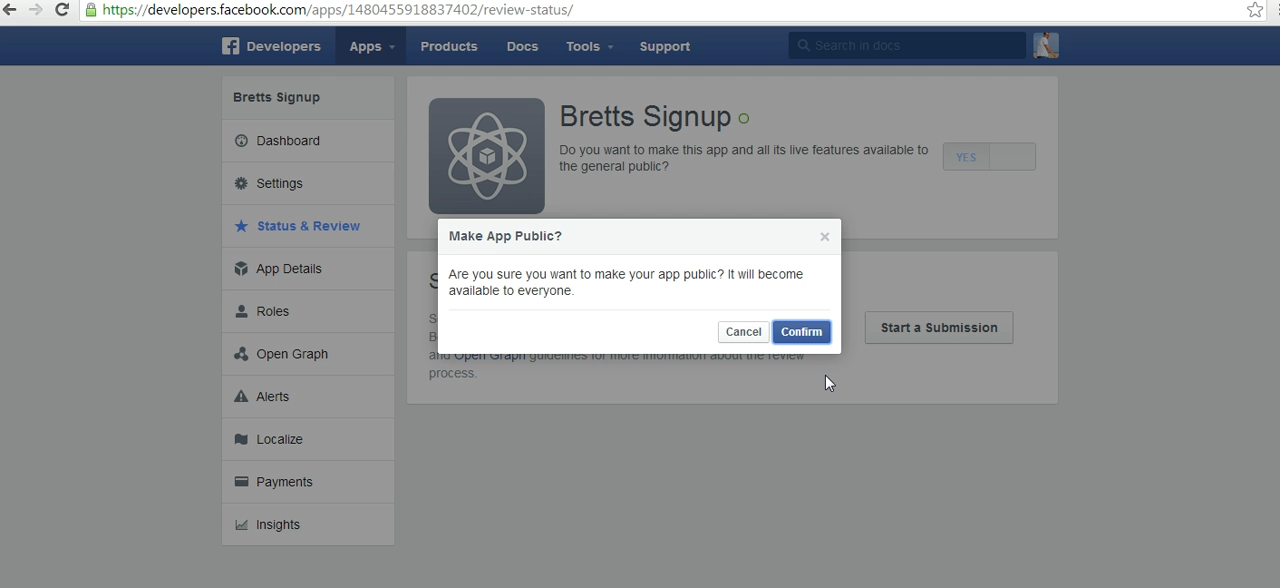 https://developers.facebook.com/apps/1480455918837402/review-status/
Developers Apps Products Docs Tools Support Search in docs
Bretts Signup
Dashboard
Settings
Status & Review
App Details
Roles
Open Graph
Alerts
Localize
Payments
Insights
Bretts Signup
Do you want to make this app and all its live features available to
the general public?
YES
Make App Public?
Are you sure you want to make your app public? It will become
available to everyone.
Cancel Confirm
Start a Submission
and Open Graph guidelines for more information about the review
process.